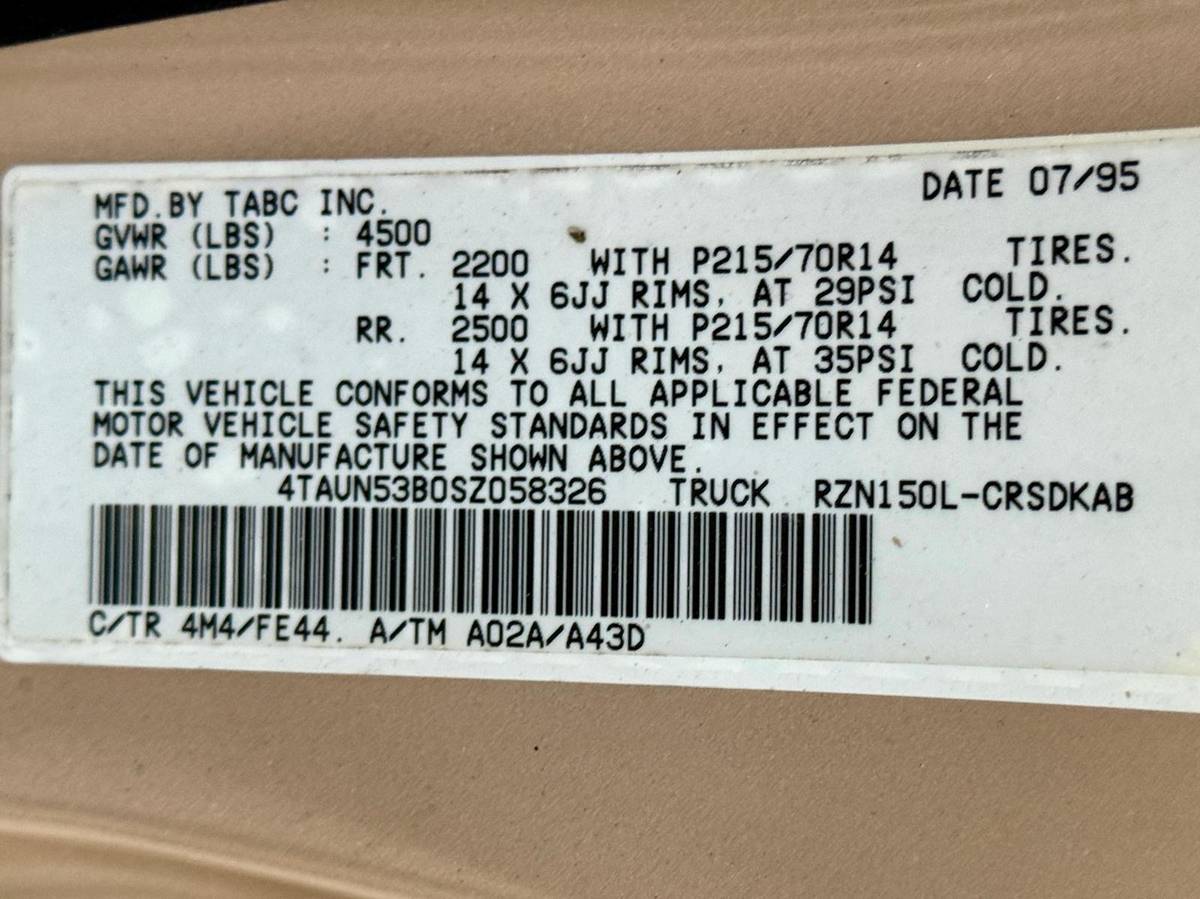 DATE 07/95
MFD.BY TABC INC.
GVWR (LBS) : 4500
GAWR (LBS) : FRT. 2200 WITH P215/70R14 TIRES.
14 X 6JJ RIMS, AT 29PSI COLD.
RR. 2500 WITH P215/70R14 TIRES.
14 X 6JJ RIMS, AT 35PSI COLD.
THIS VEHICLE CONFORMS TO ALL APPLICABLE FEDERAL
MOTOR VEHICLE SAFETY STANDARDS IN EFFECT ON THE
DATE OF MANUFACTURE SHOWN ABOVE.
4TAUN53B0SZ058326 TRUCK RZN150L-CRSDKAB
C/TR 4M4/FE44. A/TM A02A/A43D